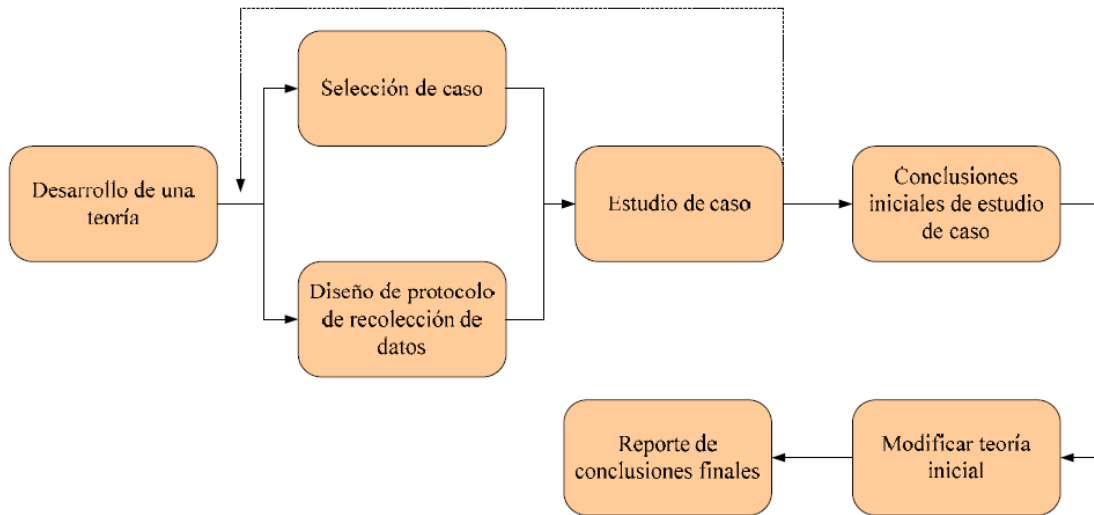 Selección de caso
Desarrollo de una
teoría
Diseño de protocolo
de recolección de
datos
Estudio de caso
Conclusiones
iniciales de estudio
de caso
Modificar teoría
inicial
Reporte de
conclusiones finales